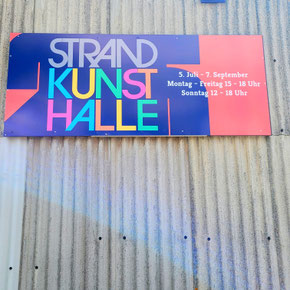 STRAND
KUNST
HALLE
5. Juli - 7. September
Montag - Freitag 15 - 18 Uhr
Sonntag 12 - 18 Uhr